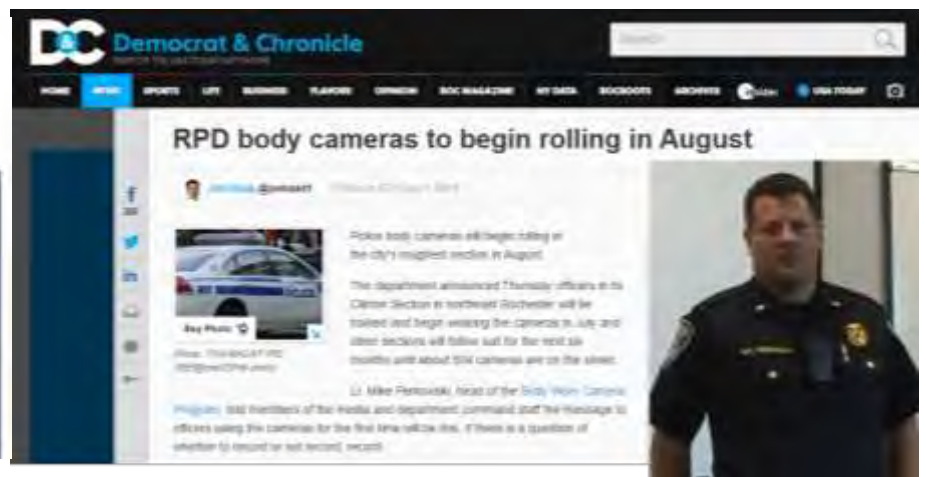 D&C Democrat & Chronicle
HOME NEWS SPORTS LIFE BUSINESS FLAVORS OPINION ROC MAGAZINE MY DATA ROCROOTS ARCHIVES USA TODAY
RPD body cameras to begin rolling in August
Police body cameras will begin rolling in
the city's roughest section in August.
The department announced Thursday officers in its
Clinton Section in northeast Rochester will be
trained and begin wearing the cameras in July and
other sections will follow suit for the next six
months until about 504 cameras are on the street.
Lt. Mike Perkowski, head of the Body Worn Camera
Program, told members of the media and department command staff the message to
officers using the cameras for the first time will be this: if there is a question of
whether to record or not record, record.
Buy Photo